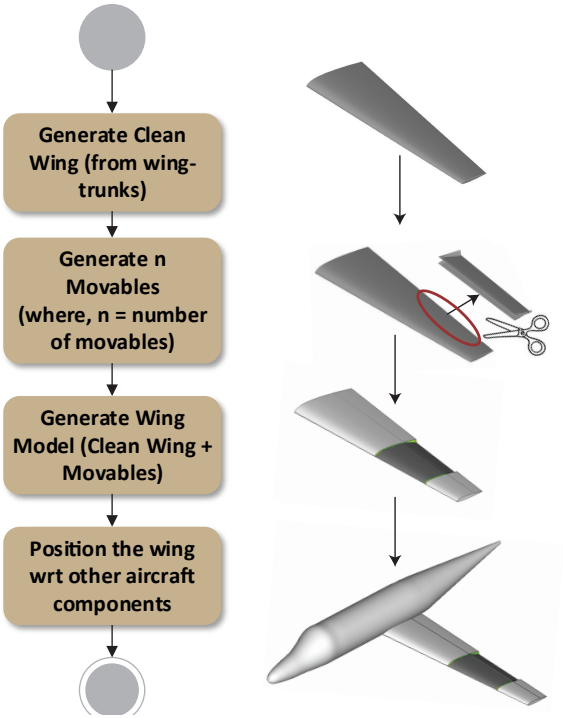 Generate Clean
Wing (from wing-
trunks)
Generate n
Movables
(where, n = number
of movables)
Generate Wing
Model (Clean Wing +
Movables)
Position the wing
wrt other aircraft
components